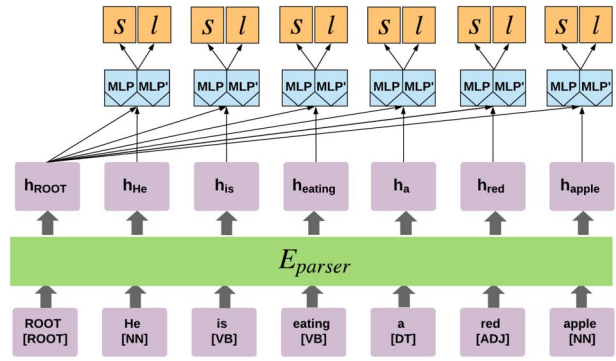 s l s l s l s l s l s l
MLP MLP' MLP MLP' MLP MLP' MLP MLP' MLP MLP' MLP MLP'
hROOT hHe his heating ha hred happle
Eparser
ROOT He is eating a red apple
[ROOT] [NN] [VB] [VB] [DT] [ADJ] [NN]